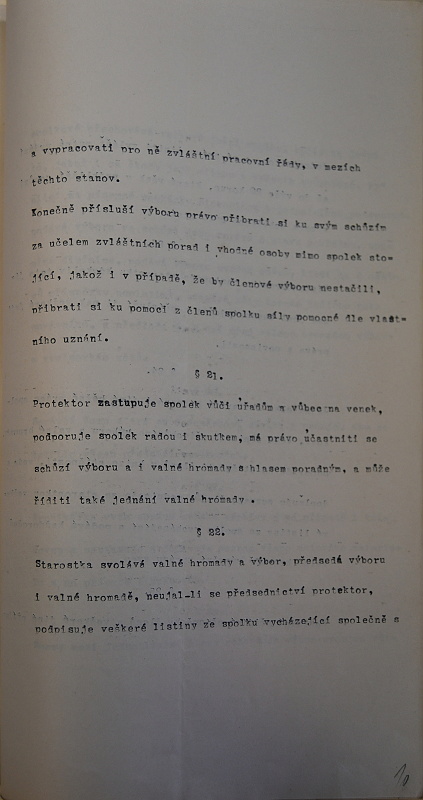 a vypracovati pro ně zvláštní pracovní řády, v mezích
těchto stanov.
Konečně přísluší výboru právo přibrati si ku svým schůzím
za účelem zvláštních porad i vhodné osoby mimo spolek sto-
jící, jakož i v případě, že by členové výboru nestačili,
přibrati si ku pomoci z členů spolku síly pomocné dle vlast-
ního uznání.
§ 21.
Protektor zastupuje spolek vůči úřadům a vůbec na venek,
podporuje spolek radou i skutkem, má právo účastniti se
schůzí výboru a i valné hromady s hlasem poradným, a může
říditi také jednání valné hromady.
§ 22.
Starostka svolává valné hromady a výbor, předsedá výboru
i valné hromadě, neujal-li se předsednictví protektor,
podpisuje veškeré listiny ze spolku vycházející společně s
10